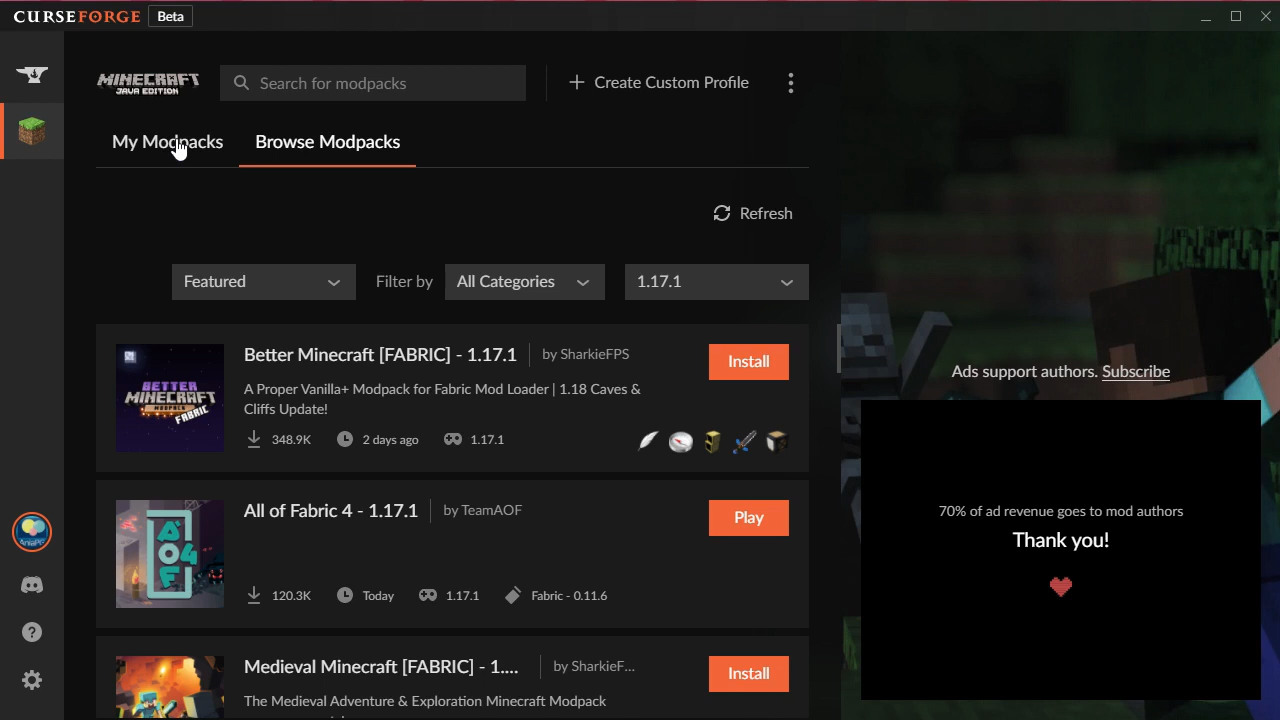 CURSEFORGE Beta
MINECRAFT
JAVA EDITION
Search for modpacks
Create Custom Profile
My Modpacks
Browse Modpacks
Refresh
Featured
Filter by
All Categories
1.17.1
Better Minecraft [FABRIC] - 1.17.1
by SharkieFPS
Install
A Proper Vanilla+ Modpack for Fabric Mod Loader | 1.18 Caves &
Cliffs Update!
348.9K
2 days ago
1.17.1
BETTER
MINECRAFT
MODPACK
FABRIC
All of Fabric 4 - 1.17.1
by TeamAOF
Play
AOF4
120.3K
Today
1.17.1
Fabric - 0.11.6
Medieval Minecraft [FABRIC] - 1....
by SharkieF...
Install
The Medieval Adventure & Exploration Minecraft Modpack
Ads support authors. Subscribe
70% of ad revenue goes to mod authors
Thank you!